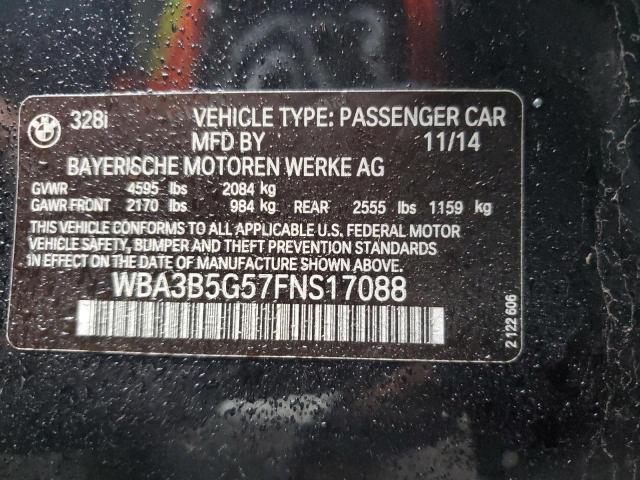 BMW 328i VEHICLE TYPE: PASSENGER CAR
MFD BY 11/14
BAYERISCHE MOTOREN WERKE AG
GVWR - 4595 lbs 2084 kg
GAWR FRONT 2170 lbs 984 kg REAR 2555 lbs 1159 kg
THIS VEHICLE CONFORMS TO ALL APPLICABLE U.S. FEDERAL MOTOR
VEHICLE SAFETY, BUMPER AND THEFT PREVENTION STANDARDS
IN EFFECT ON THE DATE OF MANUFACTURE SHOWN ABOVE.
WBA3B5G57FNS17088
2 122 606